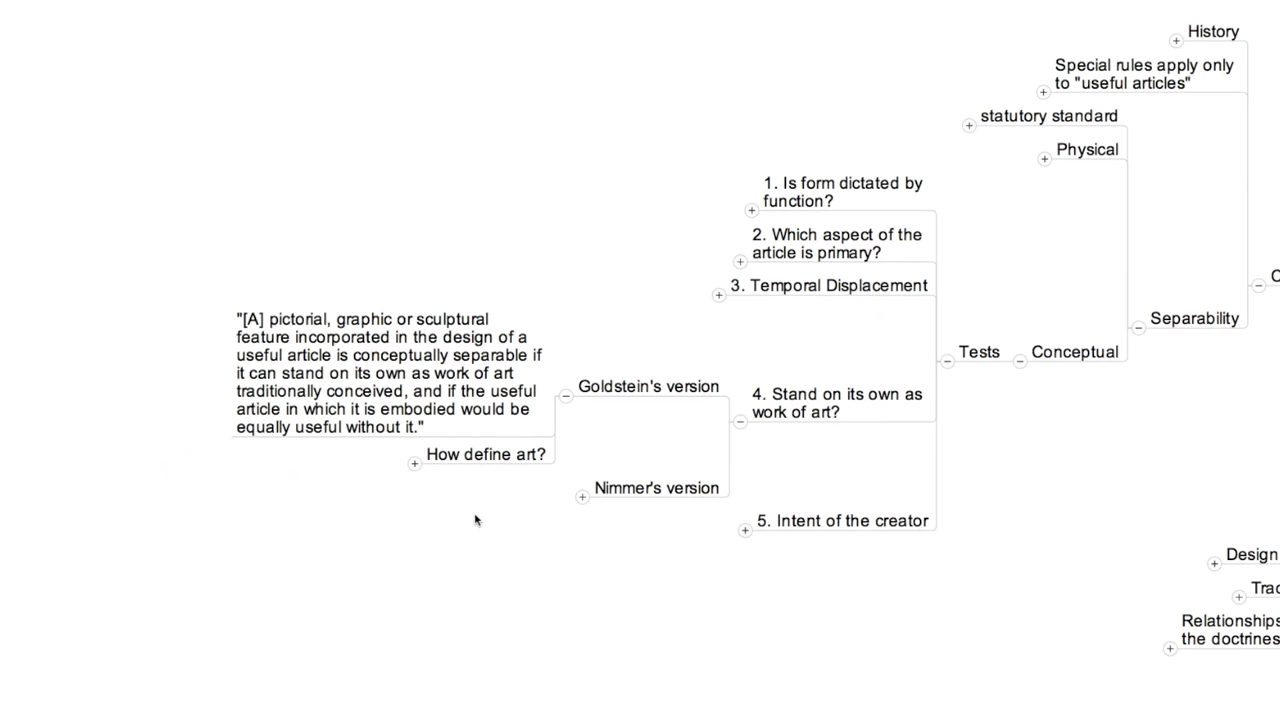 History
Special rules apply only
to "useful articles"
statutory standard
Physical
1. Is form dictated by
function?
2. Which aspect of the
article is primary?
3. Temporal Displacement
Separability
"[A] pictorial, graphic or sculptural
feature incorporated in the design of a
useful article is conceptually separable if
it can stand on its own as work of art
traditionally conceived, and if the useful
article in which it is embodied would be
equally useful without it."
Tests
Conceptual
Goldstein's version
4. Stand on its own as
work of art?
How define art?
Nimmer's version
5. Intent of the creator
Design
Relationships
the doctrines